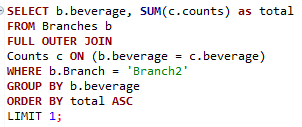 SELECT b.beverage, SUM(c.counts) as total
FROM Branches b
FULL OUTER JOIN
Counts c ON (b.beverage = c.beverage)
WHERE b.Branch = 'Branch2'
GROUP BY b.beverage
ORDER BY total ASC
LIMIT 1;